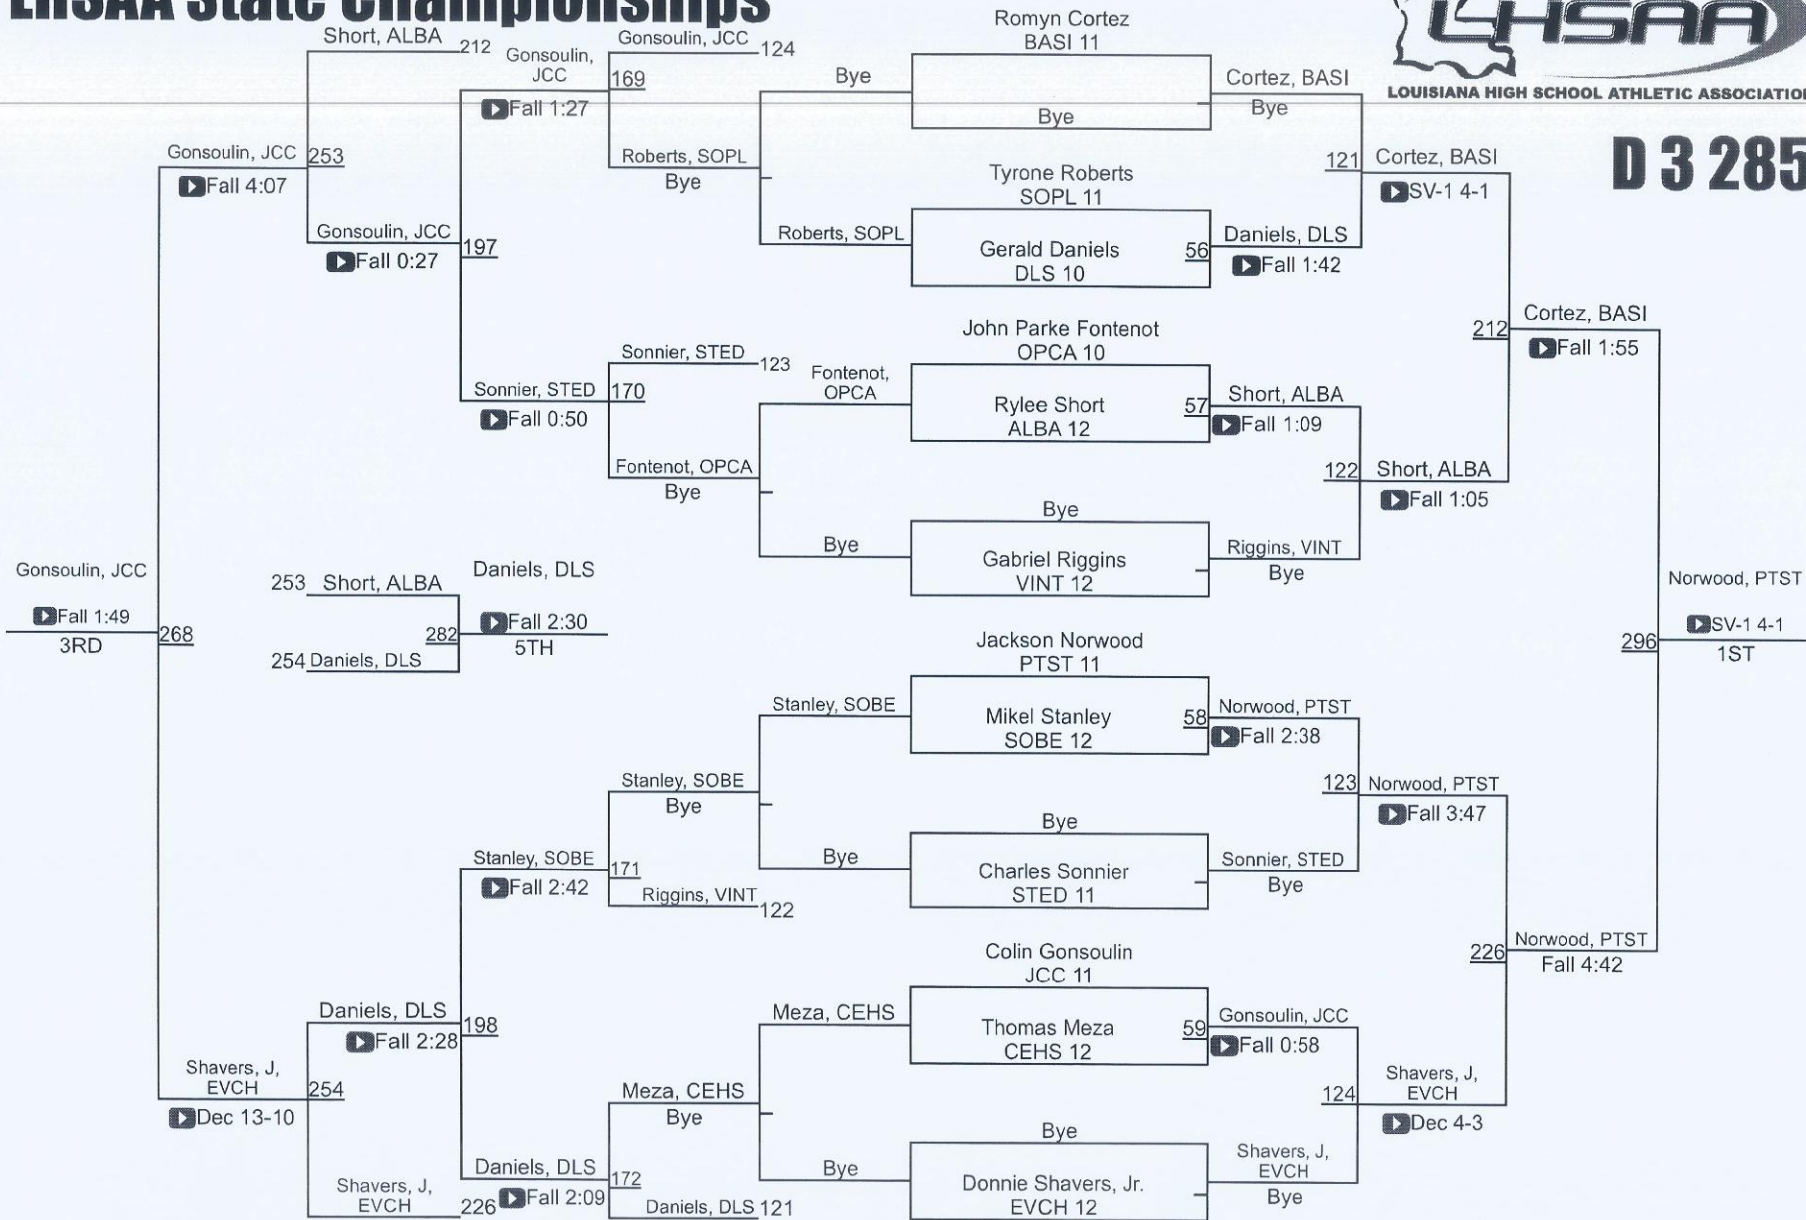 LHSAA State Championships
LHSAA
LOUISIANA HIGH SCHOOL ATHLETIC ASSOCIATION
D 3 285
Gonsoulin, JCC
Fall 1:49
3RD
268
Gonsoulin, JCC
Fall 4:07
253
Shavers, J,
EVCH
Dec 13-10
254
Short, ALBA
212
Gonsoulin, JCC
Fall 0:27
197
253 Short, ALBA
254 Daniels, DLS
282
Daniels, DLS
Fall 2:30
5TH
Daniels, DLS
Fall 2:28
198
Shavers, J,
EVCH
226
Gonsoulin,
JCC
Fall 1:27
169
Sonnier, STED
Fall 0:50
170
Stanley, SOBE
Fall 2:42
171
Daniels, DLS
Fall 2:09
172
Gonsoulin, JCC
124
Roberts, SOPL
Bye
Sonnier, STED
123
Fontenot, OPCA
Bye
Stanley, SOBE
Bye
Riggins, VINT
122
Meza, CEHS
Bye
Daniels, DLS
121
Bye
Roberts, SOPL
Fontenot,
OPCA
Bye
Stanley, SOBE
Bye
Meza, CEHS
Bye
Romyn Cortez
BASI 11
Bye
Tyrone Roberts
SOPL 11
Gerald Daniels
DLS 10
56
John Parke Fontenot
OPCA 10
Rylee Short
ALBA 12
57
Bye
Gabriel Riggins
VINT 12
Jackson Norwood
PTST 11
Mikel Stanley
SOBE 12
58
Bye
Charles Sonnier
STED 11
Colin Gonsoulin
JCC 11
Thomas Meza
CEHS 12
59
Bye
Donnie Shavers, Jr.
EVCH 12
Cortez, BASI
Bye
Daniels, DLS
Fall 1:42
Short, ALBA
Fall 1:09
Riggins, VINT
Bye
Norwood, PTST
Fall 2:38
Sonnier, STED
Bye
Gonsoulin, JCC
Fall 0:58
Shavers, J,
EVCH
Bye
121
Cortez, BASI
SV-1 4-1
122
Short, ALBA
Fall 1:05
123
Norwood, PTST
Fall 3:47
124
Shavers, J,
EVCH
Dec 4-3
212
Cortez, BASI
Fall 1:55
226
Norwood, PTST
Fall 4:42
296
Norwood, PTST
SV-1 4-1
1ST